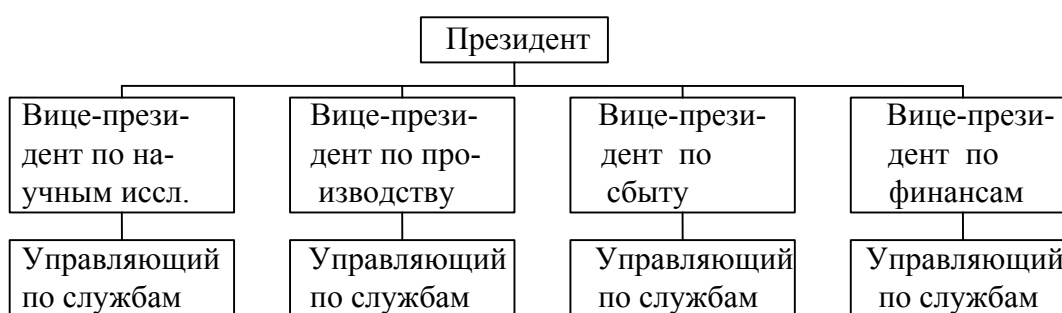 Президент
Вице-прези-
дент по на-
учным иссл.
Вице-прези-
дент по про-
изводству
Вице-прези-
дент по
сбыту
Вице-прези-
дент по
финансам
Управляющий
по службам
Управляющий
по службам
Управляющий
по службам
Управляющий
по службам